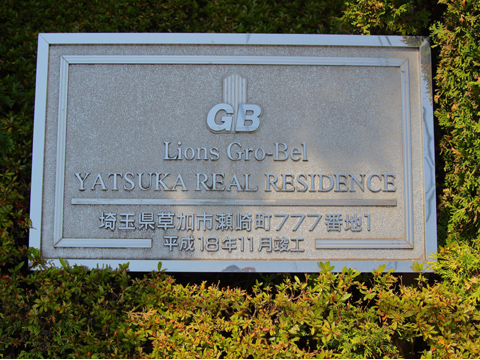 GB
Lions Gro-Bel
YATSUKA REAL RESIDENCE
埼玉県草加市瀬崎町777番地1
平成18年11月竣工